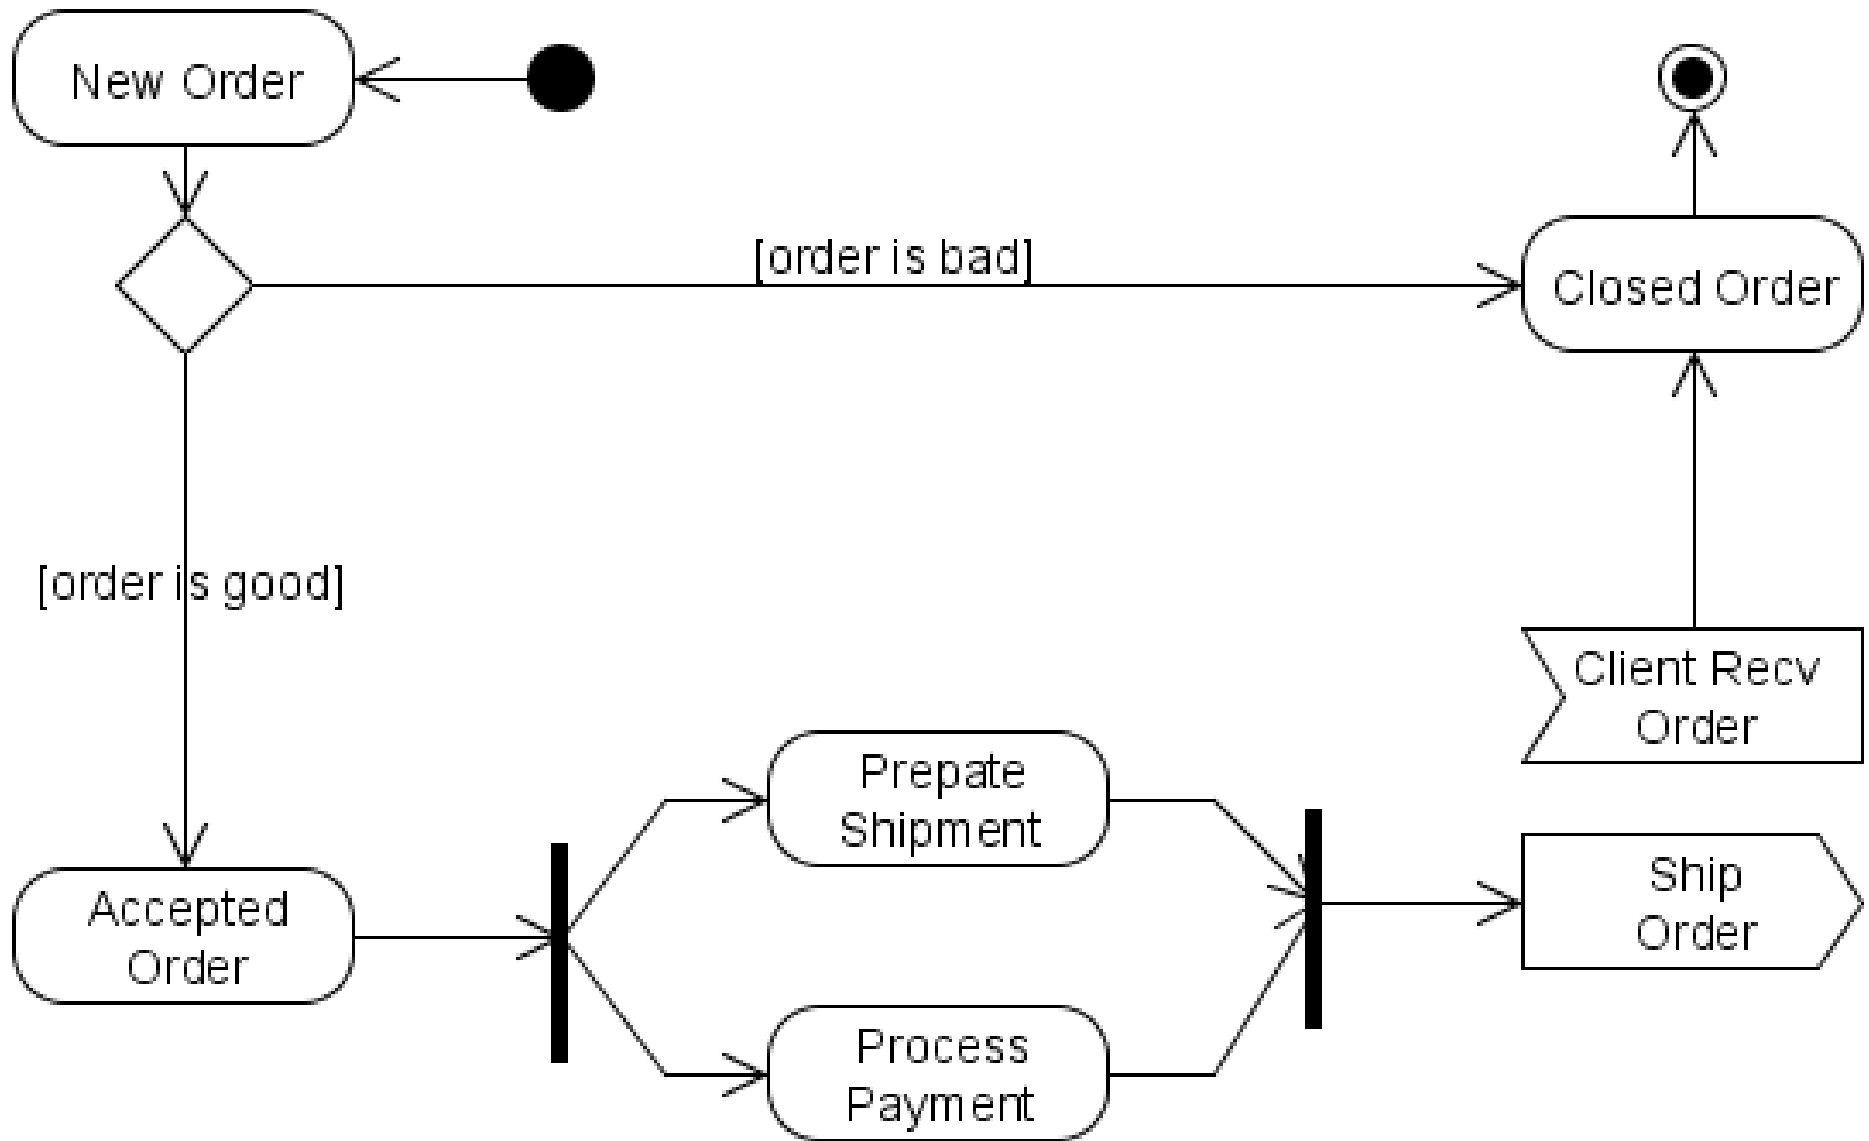 New Order
[order is bad]
Closed Order
[order is good]
Client Recv
Order
Prepate
Shipment
Accepted
Order
Ship
Order
Process
Payment